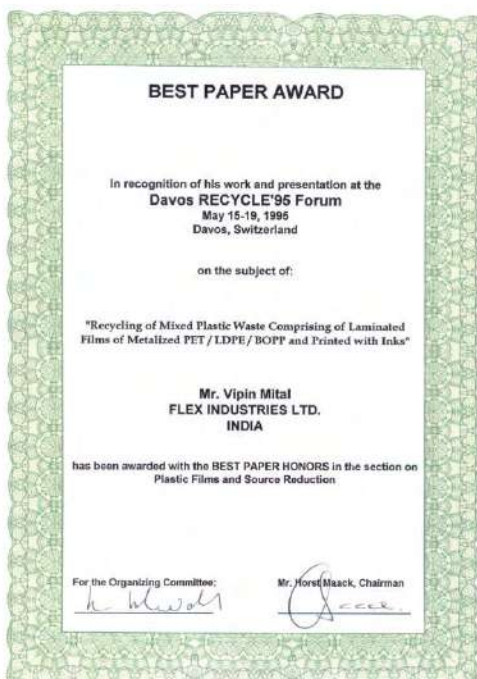 BEST PAPER AWARD
In recognition of his work and presentation at the
Davos RECYCLE'95 Forum
May 15-19, 1995
Davos, Switzerland
on the subject of:
"Recycling of Mixed Plastic Waste Comprising of Laminated
Films of Metalized PET / LDPE / BOPP and Printed with Inks"
Mr. Vipin Mital
FLEX INDUSTRIES LTD.
INDIA
has been awarded with the BEST PAPER HONORS in the section on
Plastic Films and Source Reduction
For the Organizing Committee:
Mr. Horst Maack, Chairman